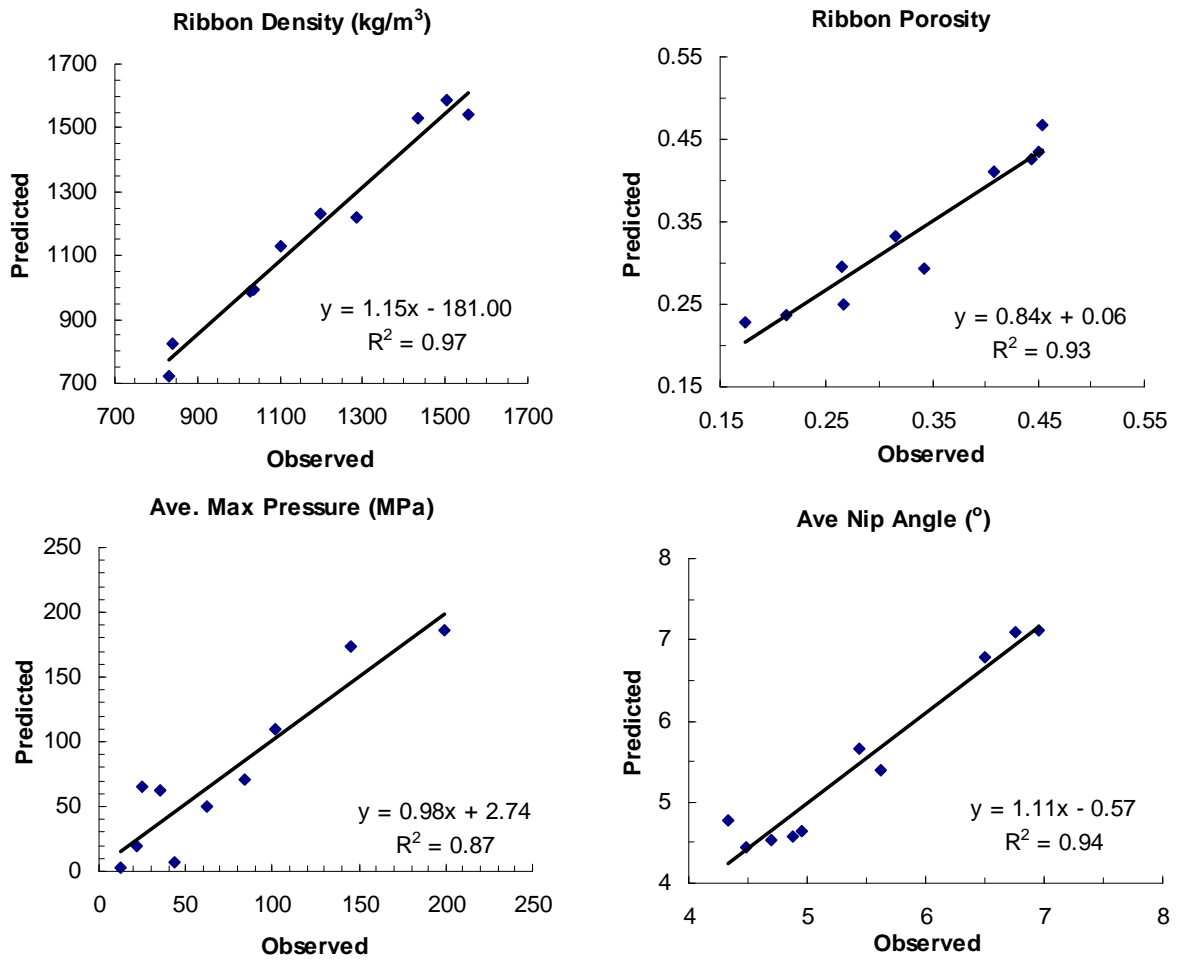 Ribbon Density (kg/m³)
1700
1500
1300
1100
900
700
Predicted
y = 1.15x - 181.00
R² = 0.97
700 900 1100 1300 1500 1700
Observed
Ribbon Porosity
0.55
0.45
0.35
0.25
0.15
Predicted
y = 0.84x + 0.06
R² = 0.93
0.15 0.25 0.35 0.45 0.55
Observed
Ave. Max Pressure (MPa)
250
200
150
100
50
0
Predicted
y = 0.98x + 2.74
R² = 0.87
0 50 100 150 200 250
Observed
Ave Nip Angle (º)
8
7
6
5
4
Predicted
y = 1.11x - 0.57
R² = 0.94
4 5 6 7 8
Observed